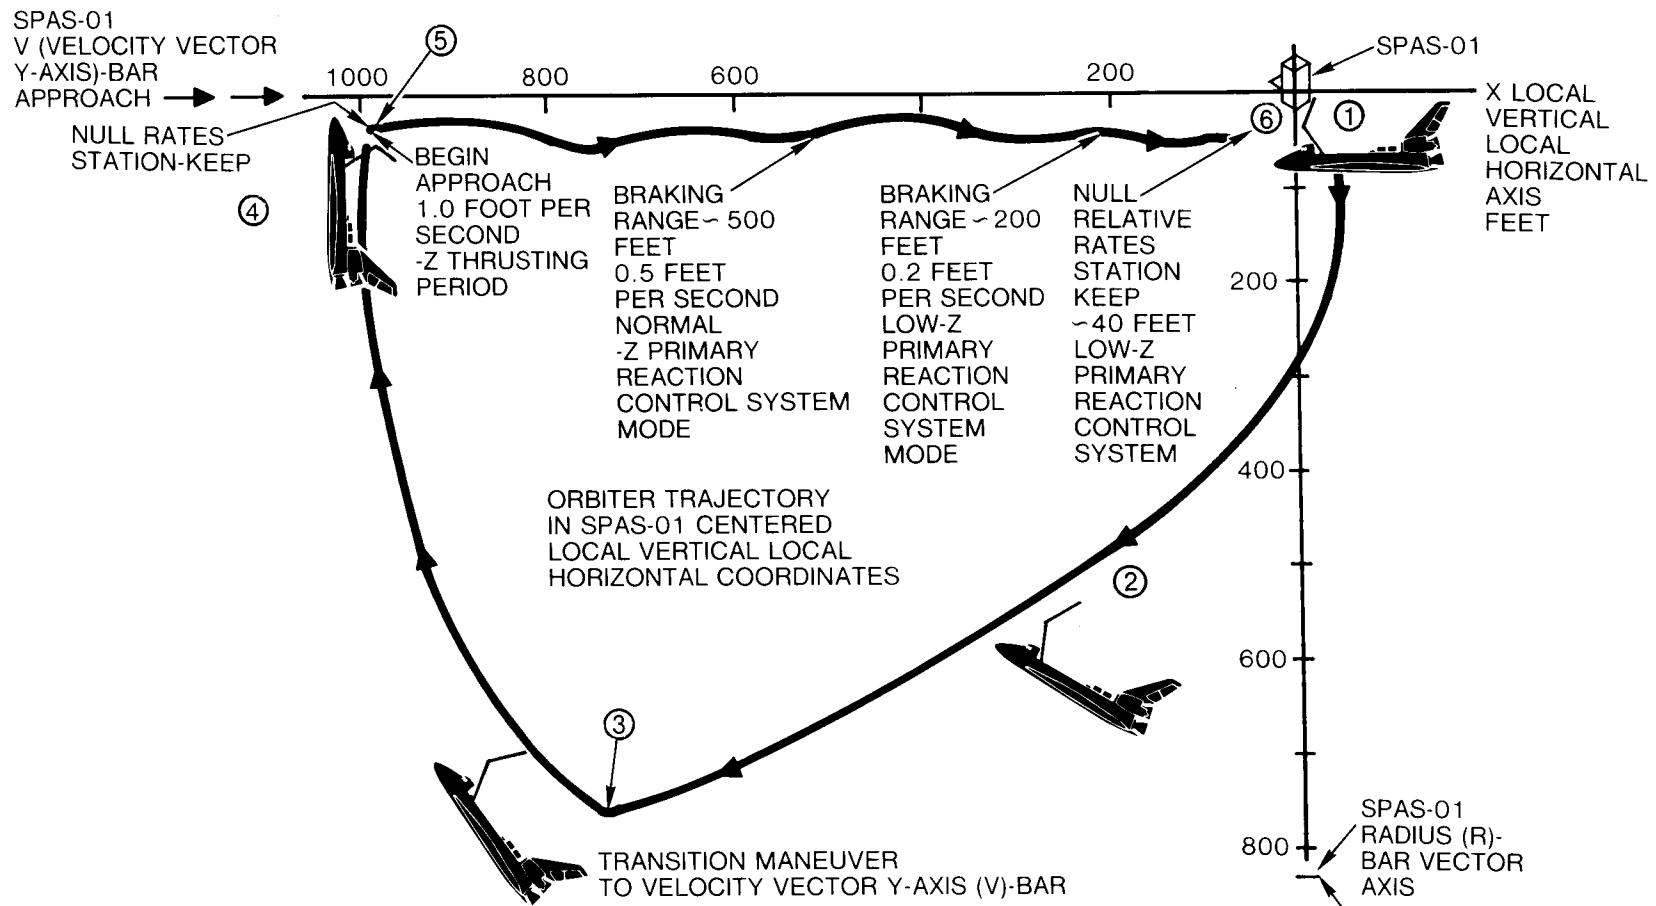 SPAS-01
V (VELOCITY VECTOR
Y-AXIS)-BAR
APPROACH
5
1000
800
600
200
SPAS-01
NULL RATES
STATION-KEEP
4
BEGIN
APPROACH
1.0 FOOT PER
SECOND
-Z THRUSTING
PERIOD
BRAKING
RANGE~ 500
FEET
0.5 FEET
PER SECOND
NORMAL
-Z PRIMARY
REACTION
CONTROL SYSTEM
MODE
BRAKING
RANGE~200
FEET
0.2 FEET
PER SECOND
LOW-Z
PRIMARY
REACTION
CONTROL
SYSTEM
MODE
NULL
RELATIVE
RATES
STATION
KEEP
~40 FEET
LOW-Z
PRIMARY
REACTION
CONTROL
SYSTEM
6
1
X LOCAL
VERTICAL
LOCAL
HORIZONTAL
AXIS
FEET
200
400
600
800
ORBITER TRAJECTORY
IN SPAS-01 CENTERED
LOCAL VERTICAL LOCAL
HORIZONTAL COORDINATES
2
3
TRANSITION MANEUVER
TO VELOCITY VECTOR Y-AXIS (V)-BAR
SPAS-01
RADIUS (R)-
BAR VECTOR
AXIS